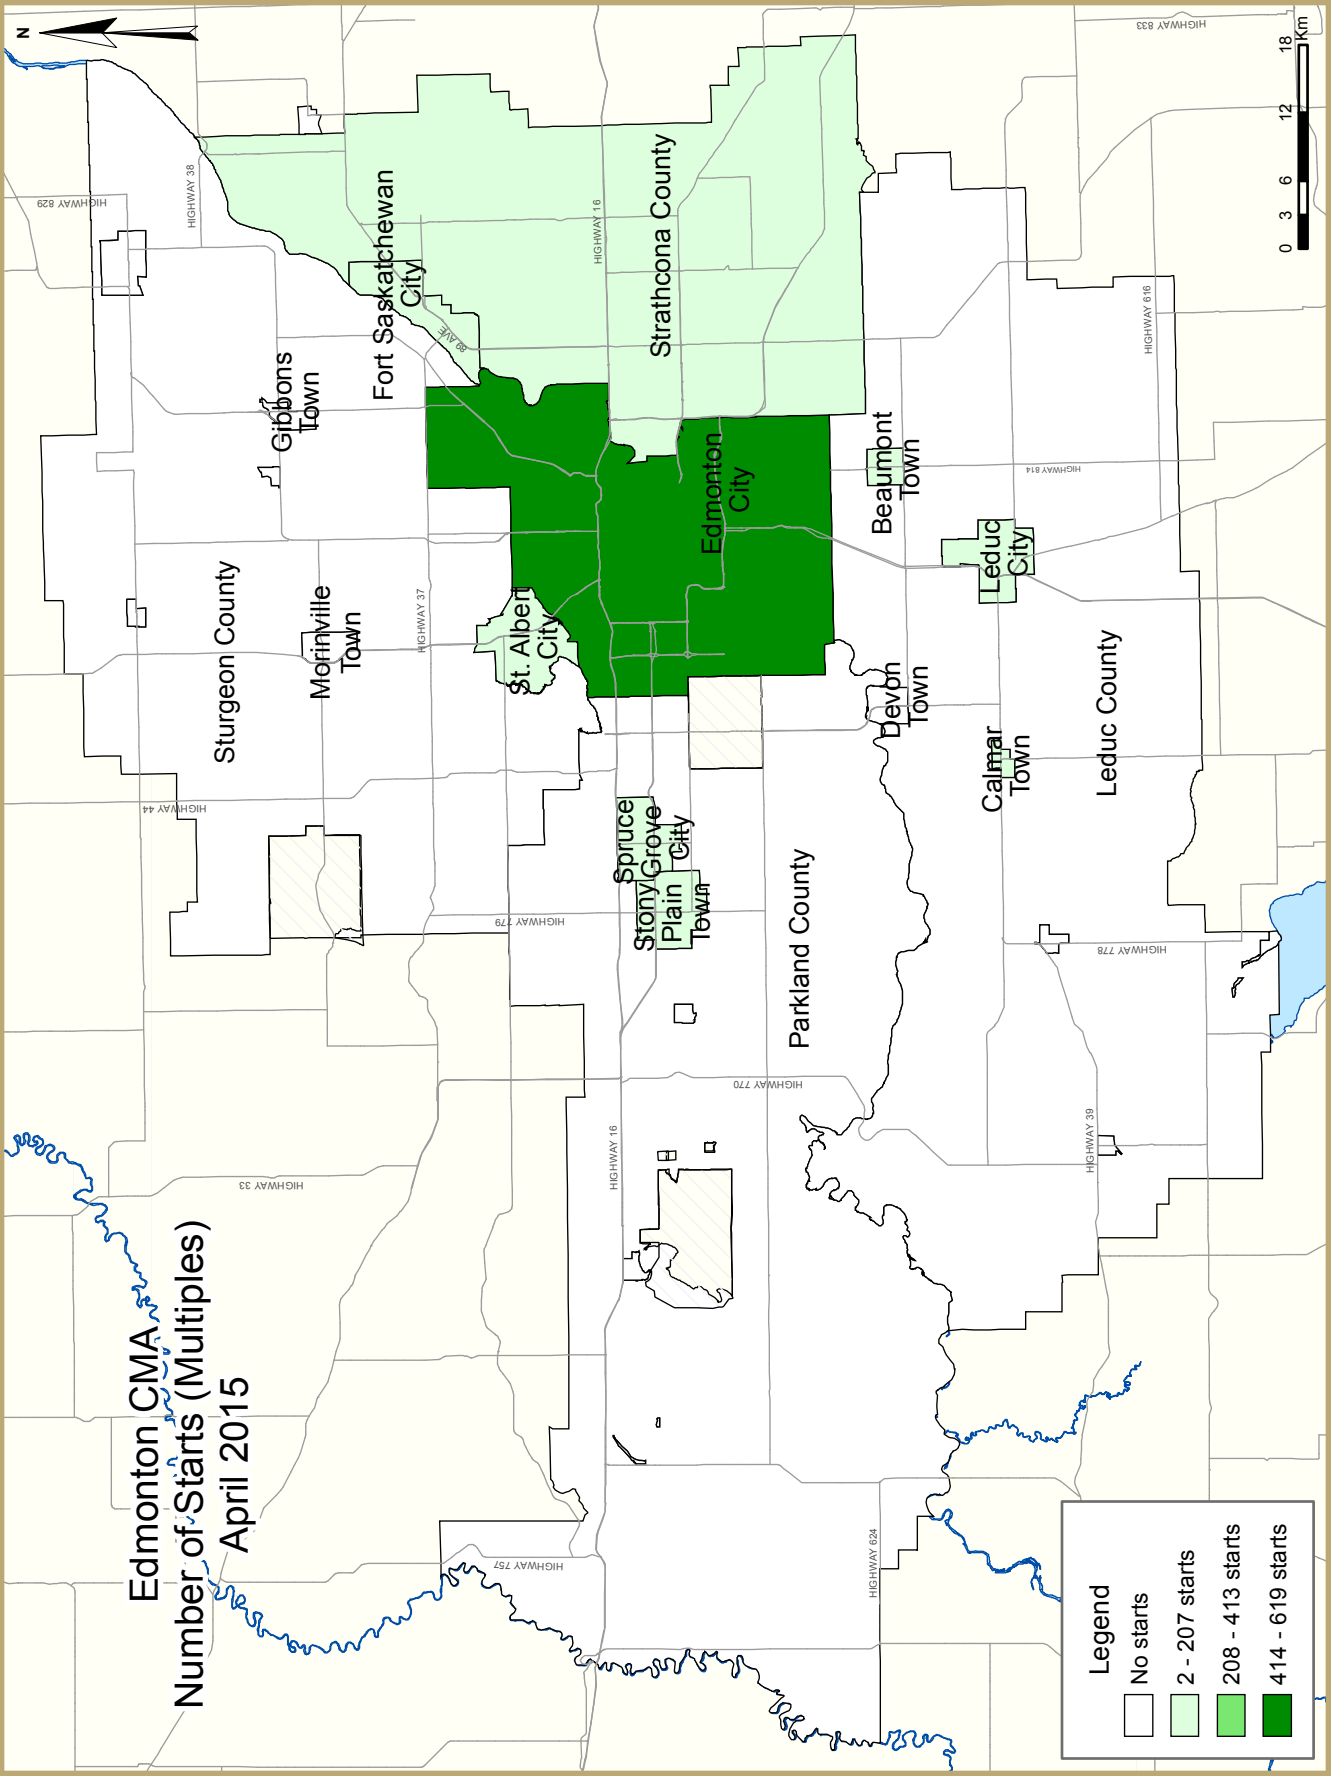 Edmonton CMA
Number of Starts (Multiples)
April 2015
N
HIGHWAY 829
HIGHWAY 38
HIGHWAY 833
HIGHWAY 44
HIGHWAY 33
HIGHWAY 37
HIGHWAY 779
HIGHWAY 757
HIGHWAY 16
HIGHWAY 16
HIGHWAY 770
HIGHWAY 624
HIGHWAY 39
HIGHWAY 778
HIGHWAY 814
HIGHWAY 616
89 AVE
Sturgeon County
Gibbons
Town
Morinville
Town
Fort Saskatchewan
City
St. Albert
City
Strathcona County
Edmonton
City
Spruce
Grove
City
Stony
Plain
Town
Parkland County
Beaumont
Town
Devon
Town
Leduc
City
Calmar
Town
Leduc County
Legend
No starts
2 - 207 starts
208 - 413 starts
414 - 619 starts
0 3 6 12 18
Km